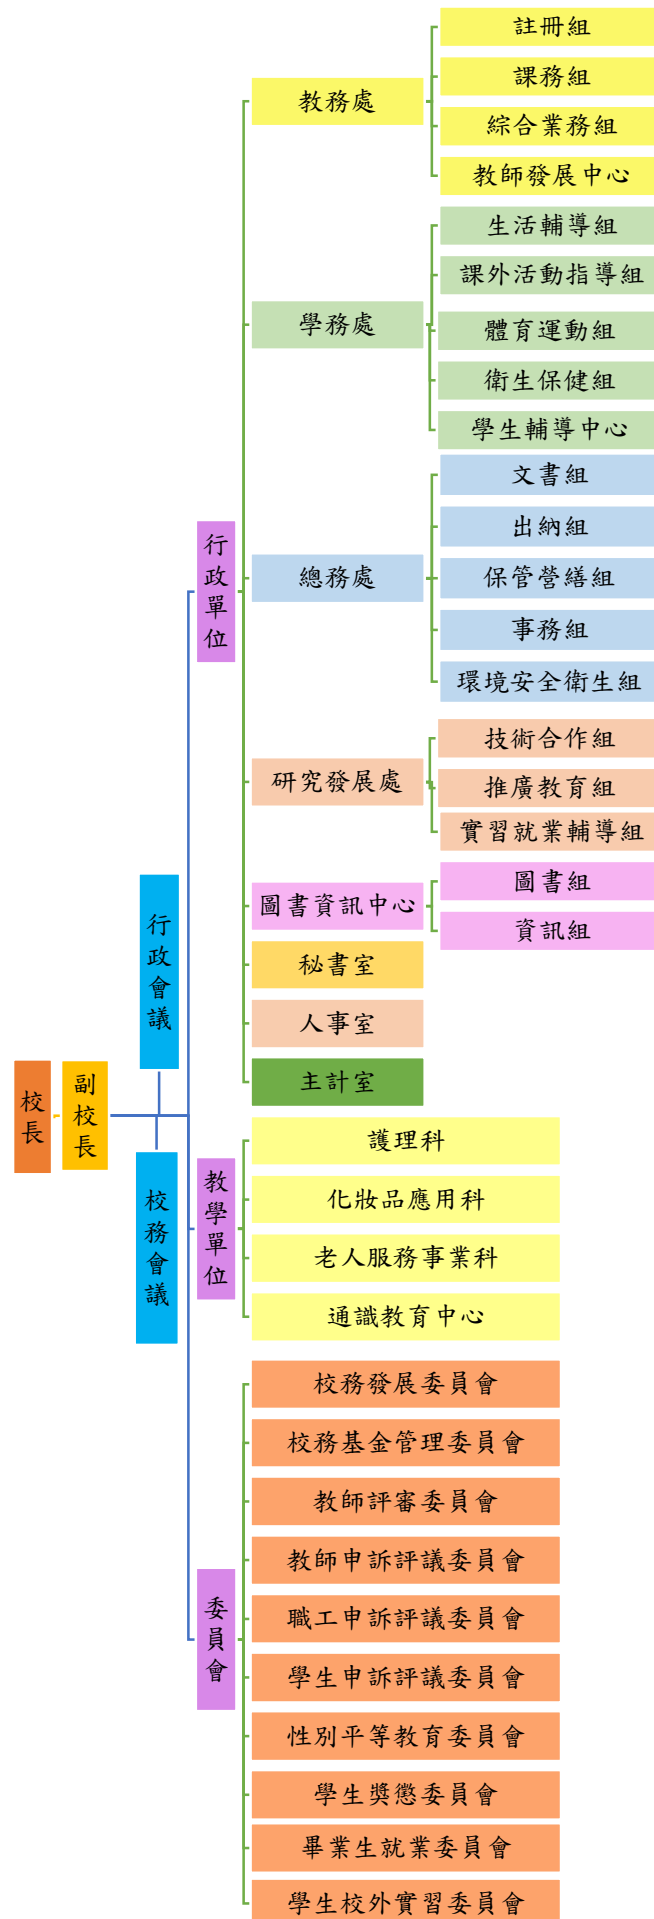 校長
副校長
行政會議
校務會議
行政單位
教務處
註冊組
課務組
綜合業務組
教師發展中心
學務處
生活輔導組
課外活動指導組
體育運動組
衛生保健組
學生輔導中心
總務處
文書組
出納組
保管營繕組
事務組
環境安全衛生組
研究發展處
技術合作組
推廣教育組
實習就業輔導組
圖書資訊中心
圖書組
資訊組
秘書室
人事室
主計室
教學單位
護理科
化妝品應用科
老人服務事業科
通識教育中心
委員會
校務發展委員會
校務基金管理委員會
教師評審委員會
教師申訴評議委員會
職工申訴評議委員會
學生申訴評議委員會
性別平等教育委員會
學生獎懲委員會
畢業生就業委員會
學生校外實習委員會